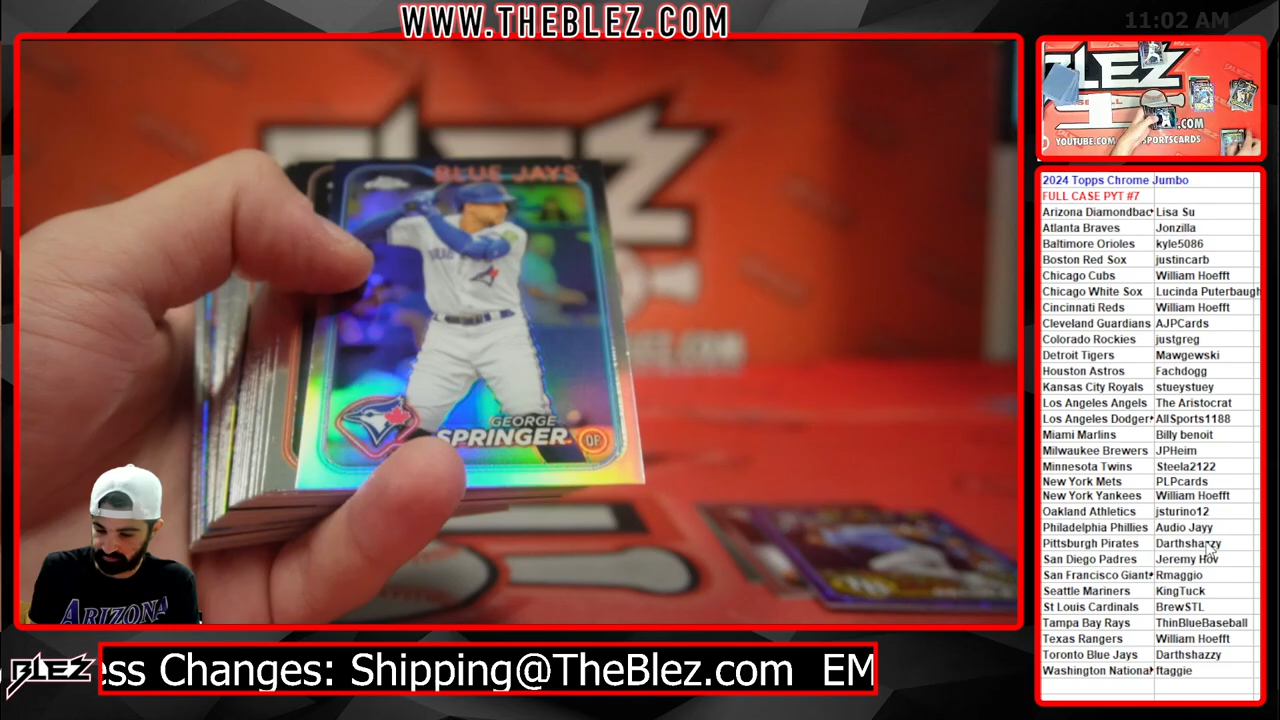 WWW.THEBLEZ.COM
11:02 AM
BLUE JAYS
GEORGE
SPRINGER
OF
BLEZ
.COM
YOUTUBE.COM
SPORTSCARDS
2024 Topps Chrome Jumbo
FULL CASE PYT #7
Arizona Diamondbac Lisa Su
Atlanta Braves Jonzilla
Baltimore Orioles kyle5086
Boston Red Sox justincarb
Chicago Cubs William Hoefft
Chicago White Sox Lucinda Puterbaugh
Cincinnati Reds William Hoefft
Cleveland Guardians AJPCards
Colorado Rockies justgreg
Detroit Tigers Mawgewski
Houston Astros Fachdogg
Kansas City Royals stueystuey
Los Angeles Angels The Aristocrat
Los Angeles Dodger AllSports1188
Miami Marlins Billy benoit
Milwaukee Brewers JPHeim
Minnesota Twins Steela2122
New York Mets PLPcards
New York Yankees William Hoefft
Oakland Athletics jsturino12
Philadelphia Phillies Audio Jayy
Pittsburgh Pirates Darthshazzy
San Diego Padres Jeremy Hov
San Francisco Giant Rmaggio
Seattle Mariners KingTuck
St Louis Cardinals BrewSTL
Tampa Bay Rays ThinBlueBaseball
Texas Rangers William Hoefft
Toronto Blue Jays Darthshazzy
Washington National ftaggie
ARIZONA
BLEZ
ess Changes: Shipping@TheBlez.com EM